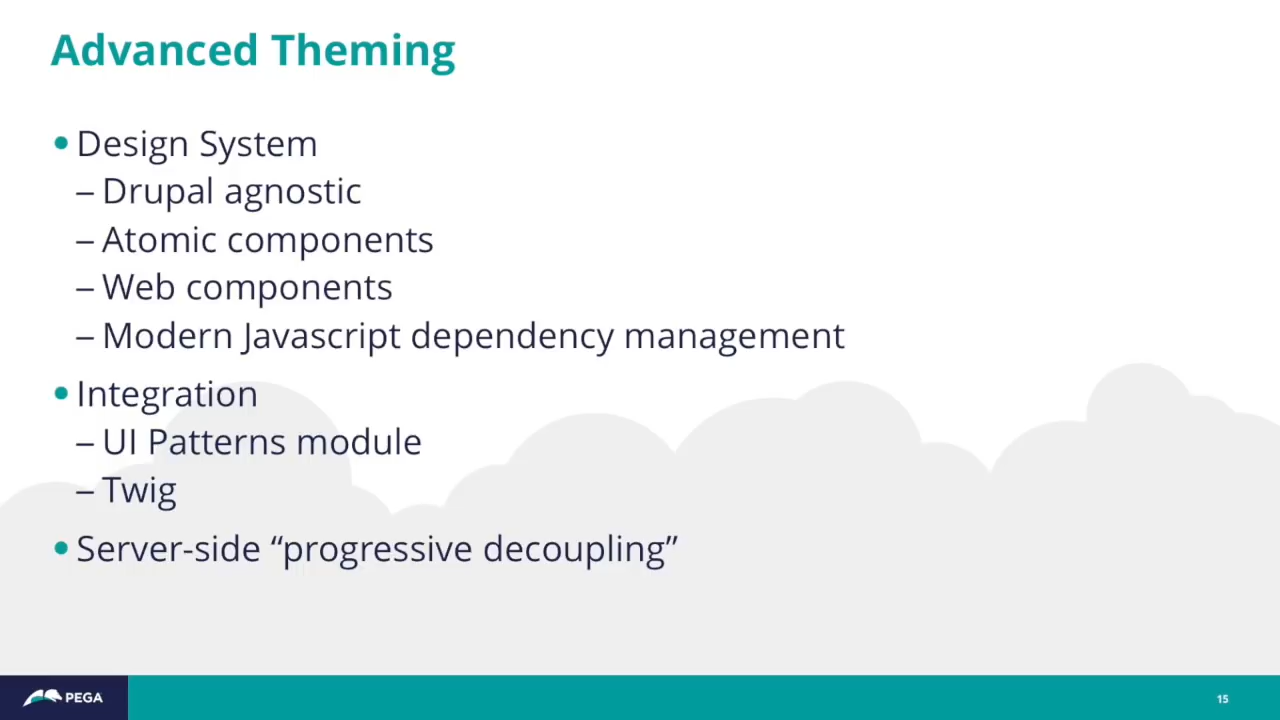 Advanced Theming
• Design System
– Drupal agnostic
– Atomic components
– Web components
– Modern Javascript dependency management
• Integration
– UI Patterns module
– Twig
• Server-side “progressive decoupling”
PEGA
15